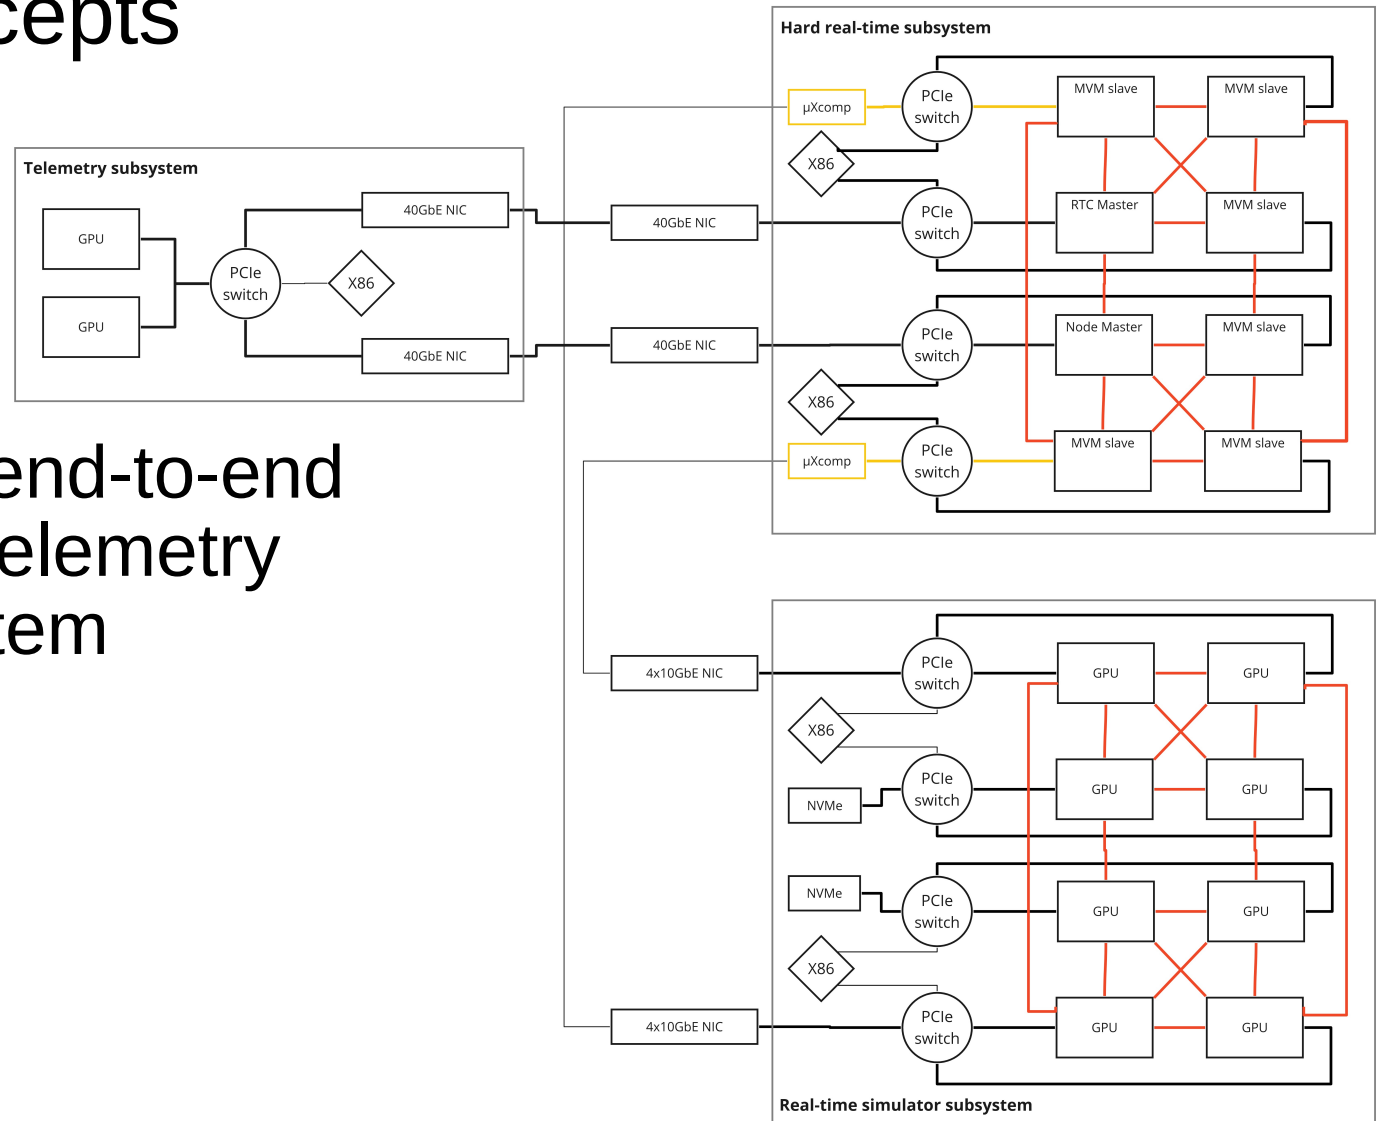 cepts
Hard real-time subsystem
µXcomp
PCIe
switch
MVM slave
MVM slave
X86
Telemetry subsystem
40GbE NIC
40GbE NIC
PCIe
switch
RTC Master
MVM slave
GPU
PCIe
switch
X86
GPU
40GbE NIC
40GbE NIC
PCIe
switch
Node Master
MVM slave
X86
µXcomp
PCIe
switch
MVM slave
MVM slave
end-to-end
elemetry
tem
4x10GbE NIC
PCIe
switch
GPU
GPU
X86
NVMe
PCIe
switch
GPU
GPU
NVMe
PCIe
switch
GPU
GPU
X86
4x10GbE NIC
PCIe
switch
GPU
GPU
Real-time simulator subsystem